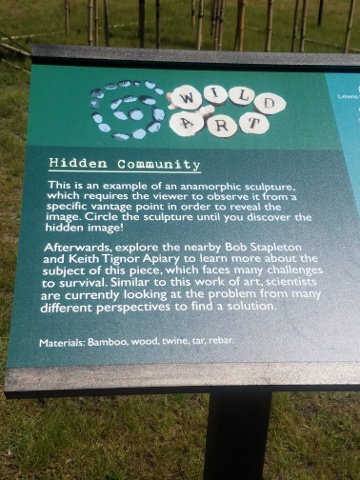 WILD
ART
Lewis
Hidden Community
This is an example of an anamorphic sculpture,
which requires the viewer to observe it from a
specific vantage point in order to reveal the
image. Circle the sculpture until you discover the
hidden image!
Afterwards, explore the nearby Bob Stapleton
and Keith Tignor Apiary to learn more about the
subject of this piece, which faces many challenges
to survival. Similar to this work of art, scientists
are currently looking at the problem from many
different perspectives to find a solution.
Materials: Bamboo, wood, twine, tar, rebar.